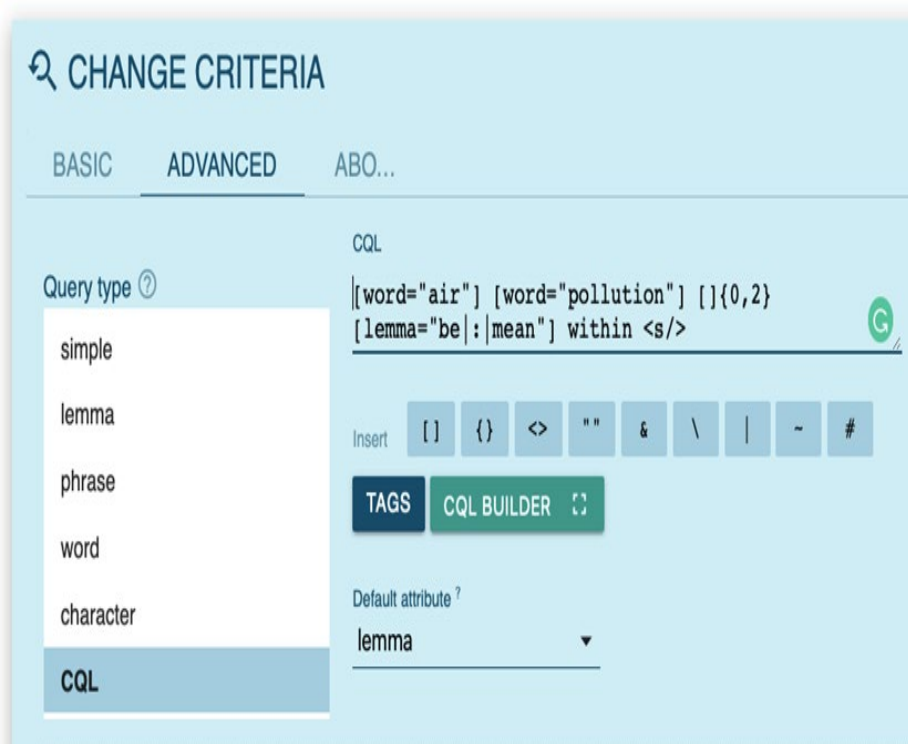 CHANGE CRITERIA
BASIC ADVANCED ABO...
Query type ?
simple
lemma
phrase
word
character
CQL
CQL
[word="air"] [word="pollution"] []{0,2}
[lemma="be|:|mean"] within <s/>
G
Insert [] {} <> "" & \ | ~ #
TAGS CQL BUILDER
Default attribute ?
lemma